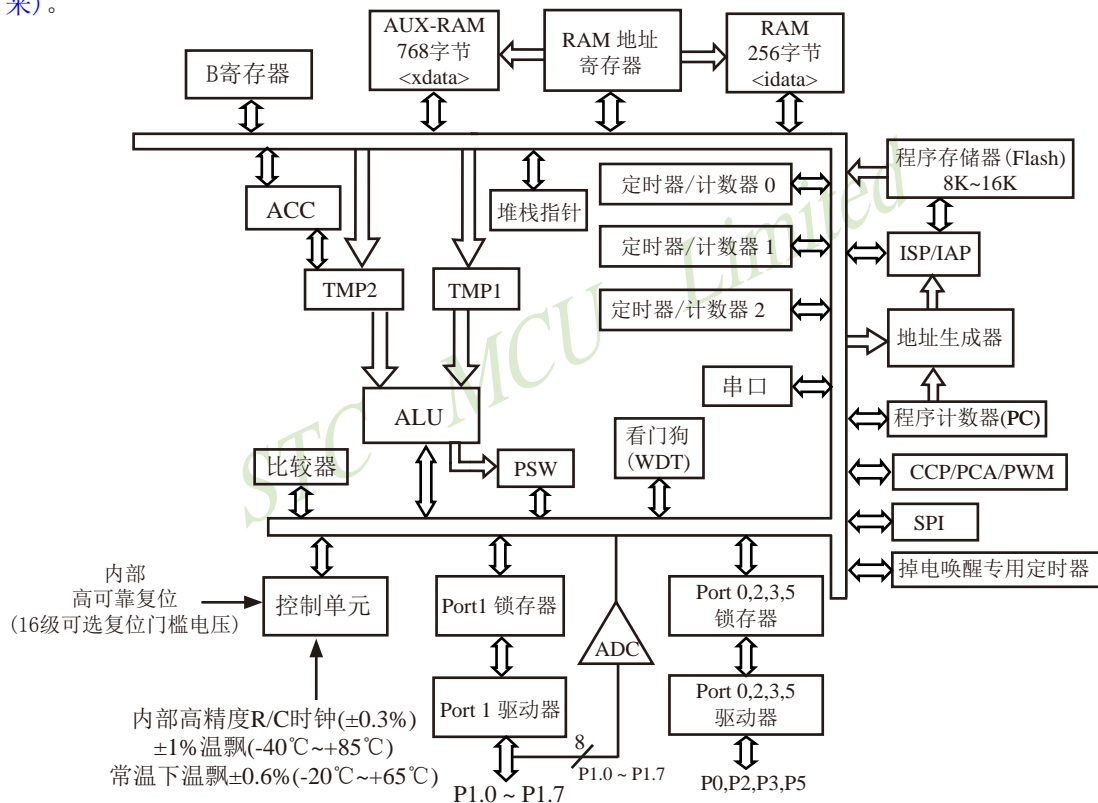 来)。
AUX-RAM
768字节
<xdata>
RAM 地址
寄存器
RAM
256字节
<idata>
B寄存器
程序存储器(Flash)
8K~16K
定时器/计数器 0
ACC
堆栈指针
定时器/计数器 1
ISP/IAP
TMP2
TMP1
定时器/计数器 2
地址生成器
串口
ALU
程序计数器(PC)
看门狗
(WDT)
比较器
PSW
CCP/PCA/PWM
SPI
掉电唤醒专用定时器
内部
高可靠复位
(16级可选复位门槛电压)
控制单元
Port1 锁存器
Port 0,2,3,5
锁存器
ADC
Port 1 驱动器
Port 0,2,3,5
驱动器
内部高精度R/C时钟(±0.3%)
±1%温飘(-40℃~+85℃)
常温下温飘±0.6%(-20℃~+65℃)
8
P1.0 ~ P1.7
P1.0 ~ P1.7
P0,P2,P3,P5
STC MCU Limited